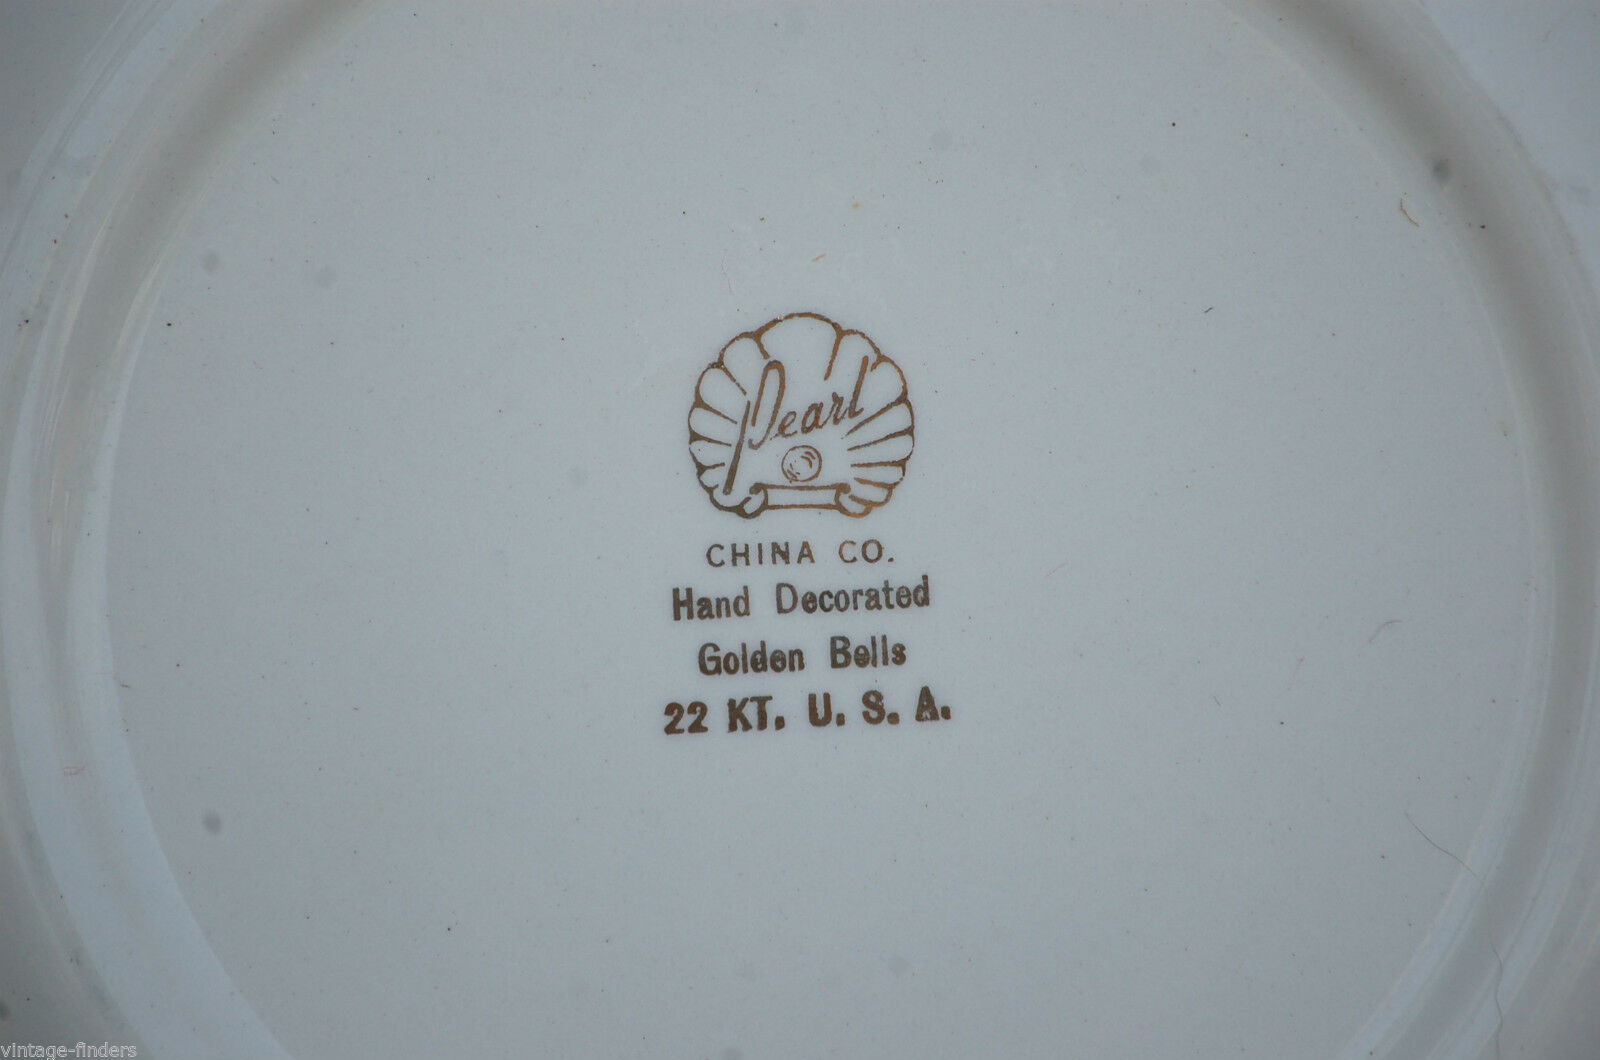 Pearl
CHINA CO.
Hand Decorated
Golden Bells
22 KT. U. S. A.
vintage-finders